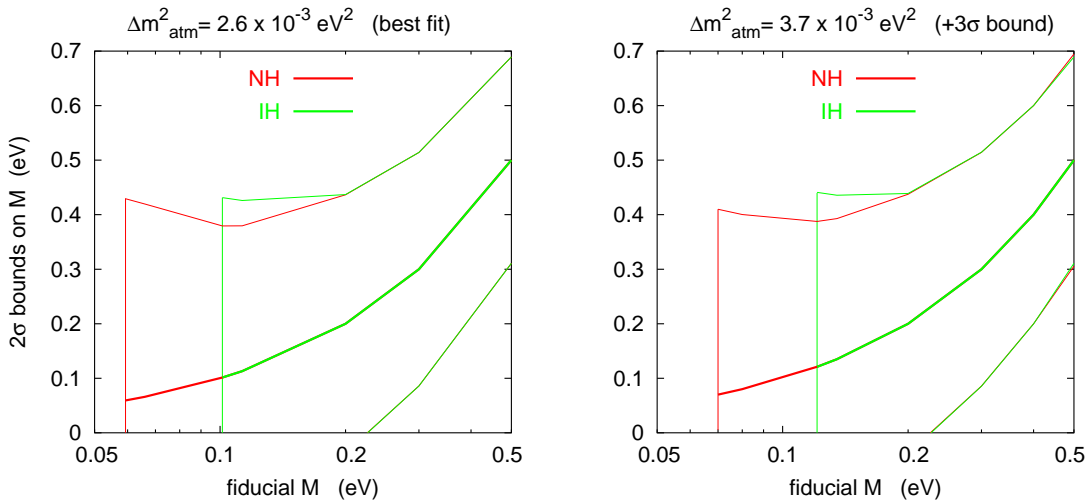 Δm²atm= 2.6 x 10⁻³ eV² (best fit)
0.7
0.6
0.5
0.4
0.3
0.2
0.1
0
0.05
0.1
0.2
0.5
2σ bounds on M (eV)
fiducial M (eV)
NH
IH
Δm²atm= 3.7 x 10⁻³ eV² (+3σ bound)
0.7
0.6
0.5
0.4
0.3
0.2
0.1
0
0.05
0.1
0.2
0.5
fiducial M (eV)
NH
IH